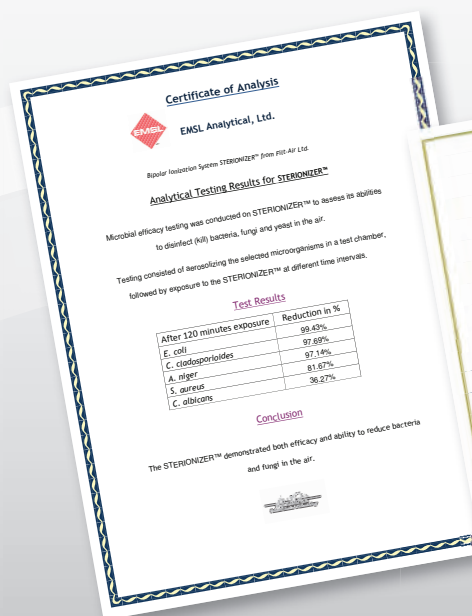 Certificate of Analysis
EMSL
EMSL Analytical, Ltd.
Bipolar Ionization System STERIONIZER™ from Filt-Air Ltd.
Analytical Testing Results for STERIONIZER™
Microbial efficacy testing was conducted on STERIONIZER™ to assess its abilities
to disinfect (kill) bacteria, fungi and yeast in the air.
Testing consisted of aerosolizing the selected microorganisms in a test chamber,
followed by exposure to the STERIONIZER™ at different time intervals.
Test Results
After 120 minutes exposure Reduction in %
E. coli 99.43%
C. cladosporioides 97.69%
A. niger 97.14%
S. aureus 81.67%
C. albicans 36.27%
Conclusion
The STERIONIZER™ demonstrated both efficacy and ability to reduce bacteria
and fungi in the air.